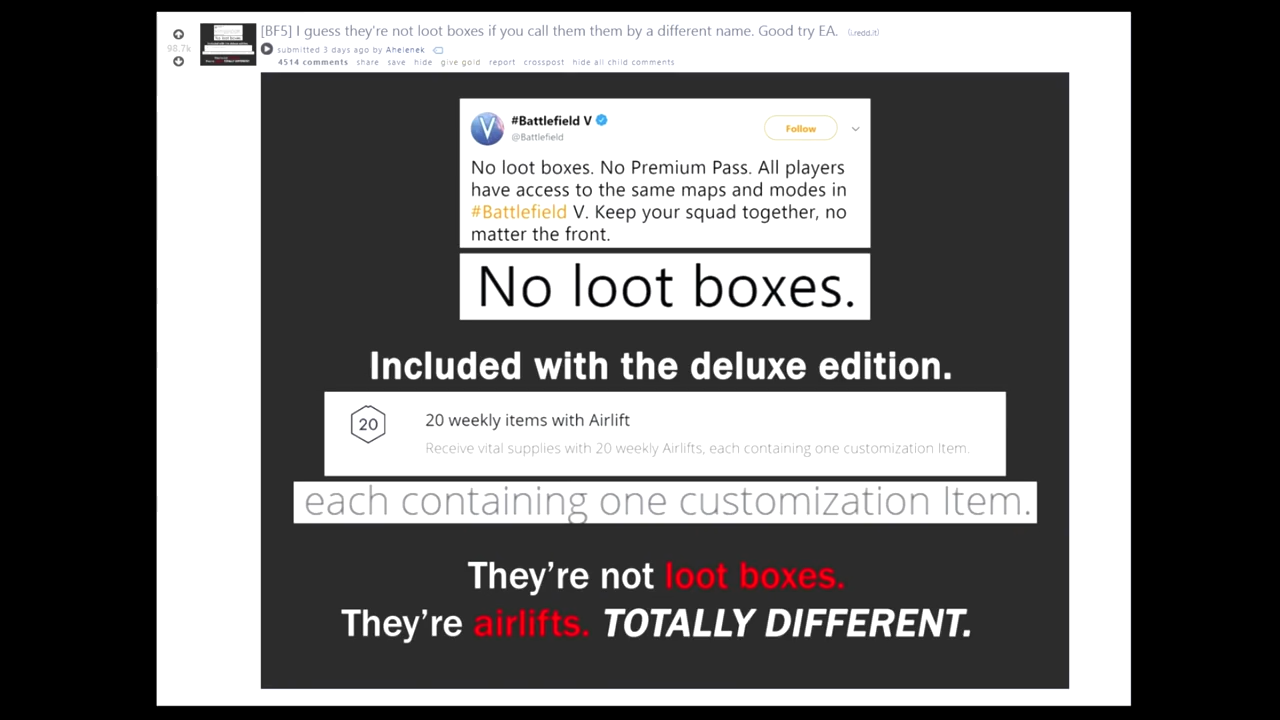 [BF5] I guess they're not loot boxes if you call them them by a different name. Good try EA. (i.redd.it)
98.7k
submitted 3 days ago by Ahelenek
4514 comments share save hide give gold report crosspost hide all child comments
#Battlefield V
@Battlefield
Follow
No loot boxes. No Premium Pass. All players
have access to the same maps and modes in
#Battlefield V. Keep your squad together, no
matter the front.
No loot boxes.
Included with the deluxe edition.
20
20 weekly items with Airlift
Receive vital supplies with 20 weekly Airlifts, each containing one customization Item.
each containing one customization Item.
They're not loot boxes.
They're airlifts. TOTALLY DIFFERENT.